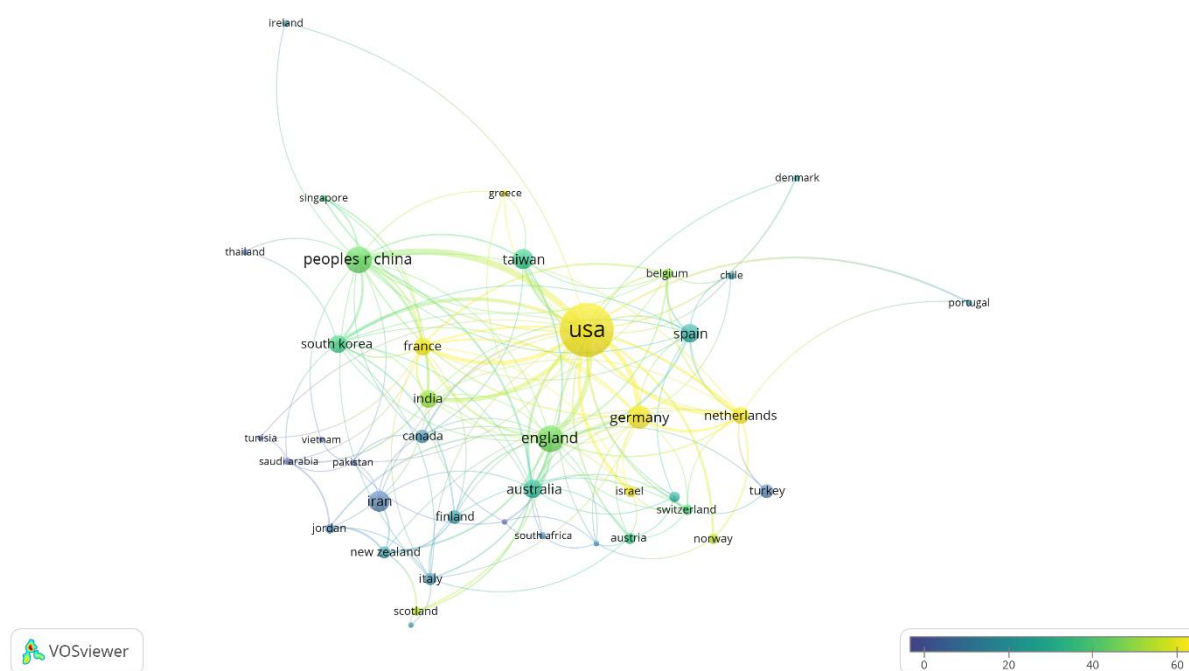 ireland
denmark
greece
singapore
thailand
peoples r china
taiwan
belgium
chile
portugal
usa
spain
south korea
france
india
germany
netherlands
canada
england
tunisia
vietnam
saudi arabia
pakistan
iran
australia
israel
turkey
switzerland
finland
jordan
south africa
austria
norway
new zealand
italy
scotland
VOSviewer
0 20 40 60